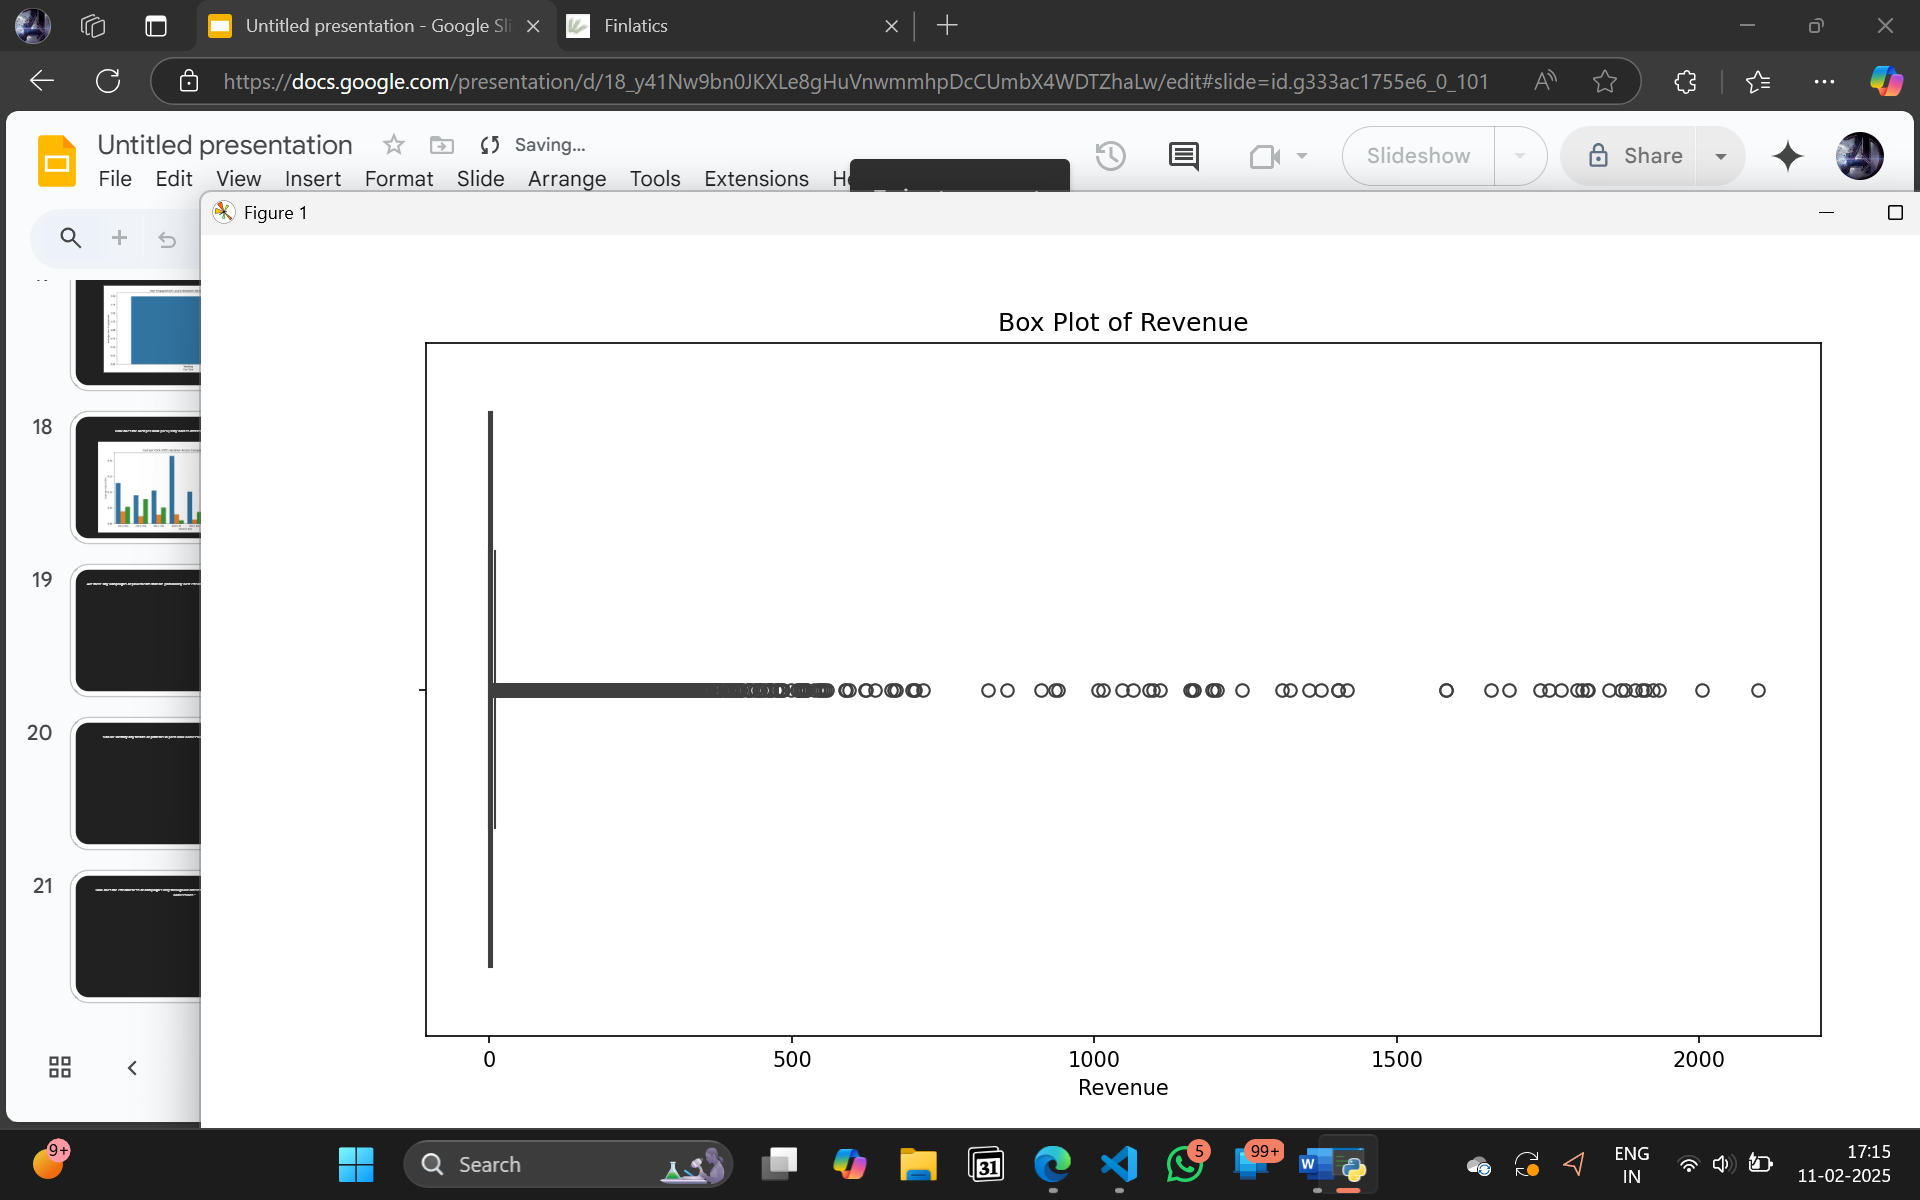 Untitled presentation - Google Sli
Finlatics
https://docs.google.com/presentation/d/18_y41Nw9bn0JKXLe8gHuVnwmmhpDcCUmbX4WDTZhaLw/edit#slide=id.g333ac1755e6_0_101
Untitled presentation
Saving...
Slideshow
Share
File Edit View Insert Format Slide Arrange Tools Extensions He
Figure 1
Box Plot of Revenue
18
19
20
21
0 500 1000 1500 2000
Revenue
9+
Search
31
5
99+
W
ENG
IN
17:15
11-02-2025